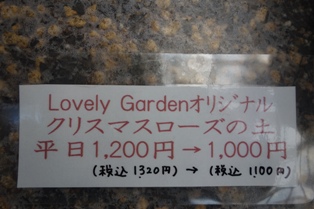 Lovely Gardenオリジナル
クリスマスローズの土
平日1,200円→1,000円
(税込 1,320円) → (税込 1,100円)